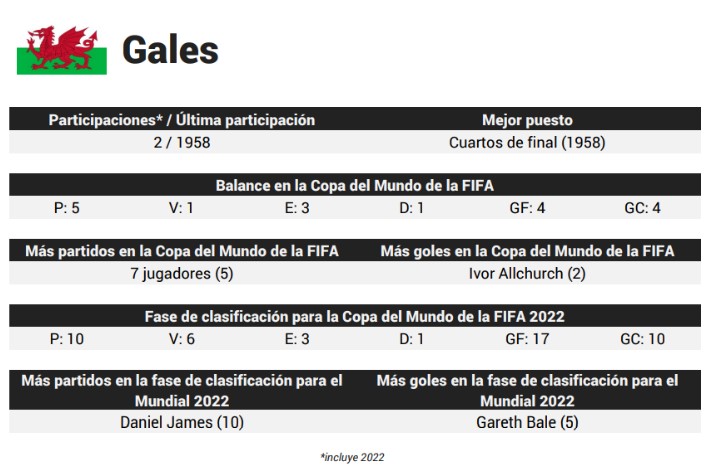 Gales
Participaciones* / Última participación
Mejor puesto
2 / 1958
Cuartos de final (1958)
Balance en la Copa del Mundo de la FIFA
P: 5 V: 1 E: 3 D: 1 GF: 4 GC: 4
Más partidos en la Copa del Mundo de la FIFA
Más goles en la Copa del Mundo de la FIFA
7 jugadores (5)
Ivor Allchurch (2)
Fase de clasificación para la Copa del Mundo de la FIFA 2022
P: 10 V: 6 E: 3 D: 1 GF: 17 GC: 10
Más partidos en la fase de clasificación para el
Mundial 2022
Más goles en la fase de clasificación para el
Mundial 2022
Daniel James (10)
Gareth Bale (5)
*incluye 2022